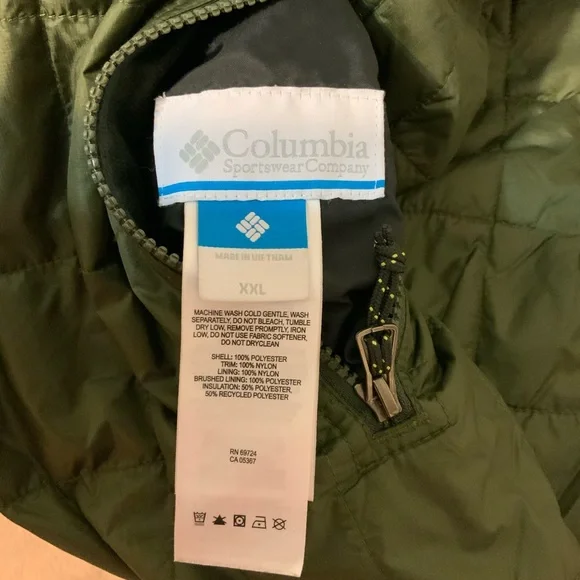 Columbia
Sportswear Company
MADE IN VIETNAM
XXL
MACHINE WASH COLD GENTLE, WASH
SEPARATELY, DO NOT BLEACH, TUMBLE
DRY LOW, REMOVE PROMPTLY, IRON
LOW, DO NOT USE FABRIC SOFTENER,
DO NOT DRYCLEAN
SHELL: 100% POLYESTER
TRIM: 100% NYLON
LINING: 100% NYLON
BRUSHED LINING: 100% POLYESTER
INSULATION: 50% POLYESTER,
50% RECYCLED POLYESTER
RN 69724
CA 05367